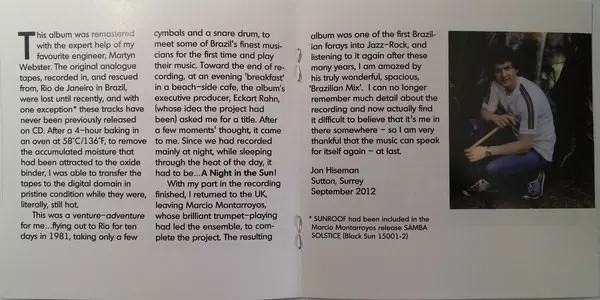 This album was remastered
with the expert help of my
favourite engineer, Martyn
Webster. The original analogue
tapes, recorded in, and rescued
from, Rio de Janeiro in Brazil,
were lost until recently, and with
one exception* these tracks have
never been previously released
on CD. After a 4-hour baking in
an oven at 58°C/136°F, to remove
the accumulated moisture that
had been attracted to the oxide
binder, I was able to transfer the
tapes to the digital domain in
pristine condition while they were,
literally, still hot.
This was a venture-adventure
for me...flying out to Rio for ten
days in 1981, taking only a few
cymbals and a snare drum, to
meet some of Brazil's finest musi-
cians for the first time and play
their music. Toward the end of re-
cording, at an evening 'breakfast'
in a beach-side cafe, the album's
executive producer, Eckart Rahn,
(whose idea the project had
been) asked me for a title. After
a few moments' thought, it came
to me. Since we had recorded
mainly at night, while sleeping
through the heat of the day, it
had to be...A Night in the Sun!
With my part in the recording
finished, I returned to the UK,
leaving Marcio Montarroyos,
whose brilliant trumpet-playing
had led the ensemble, to com-
plete the project. The resulting
album was one of the first Brazil-
ian forays into Jazz-Rock, and
listening to it again after these
many years, I am amazed by
his truly wonderful, spacious,
'Brazilian Mix'. I can no longer
remember much detail about the
recording and now actually find
it difficult to believe that it's me in
there somewhere – so I am very
thankful that the music can speak
for itself again – at last.
Jon Hiseman
Sutton, Surrey
September 2012
* SUNROOF had been included in the
Marcio Montarroyos release SAMBA
SOLSTICE (Black Sun 15001-2)